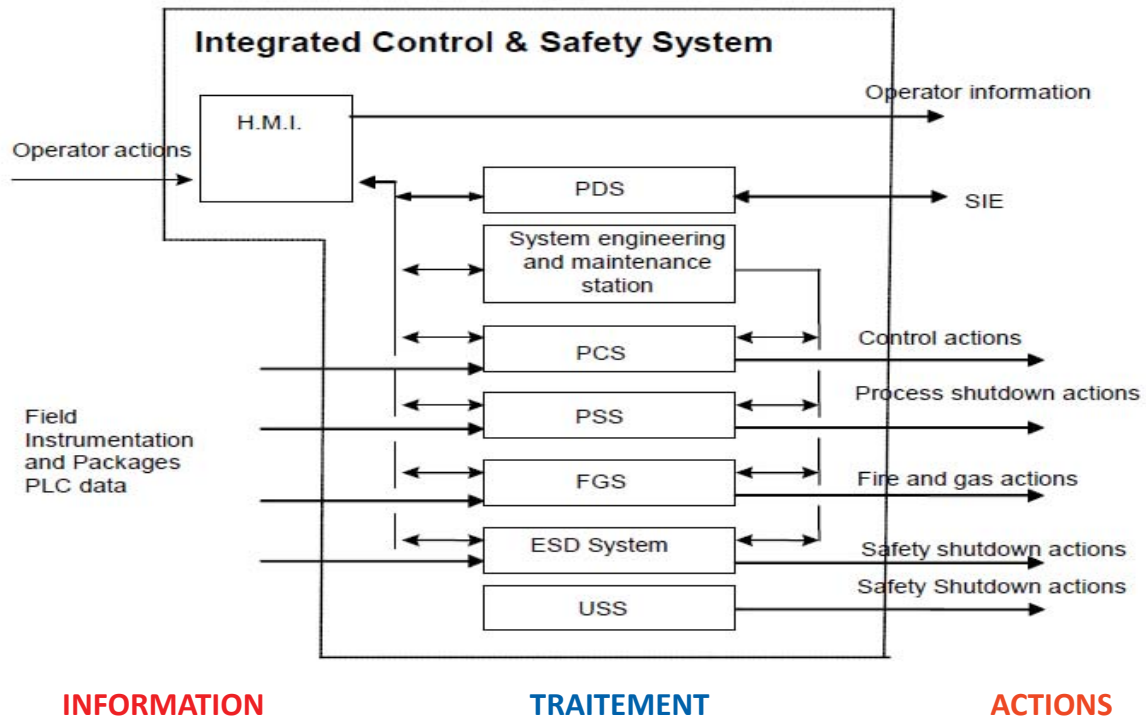 Integrated Control & Safety System
Operator information
H.M.I.
Operator actions
PDS
SIE
System engineering
and maintenance
station
Control actions
PCS
Process shutdown actions
PSS
Field
Instrumentation
and Packages
PLC data
FGS
Fire and gas actions
ESD System
Safety shutdown actions
Safety Shutdown actions
USS
INFORMATION
TRAITEMENT
ACTIONS